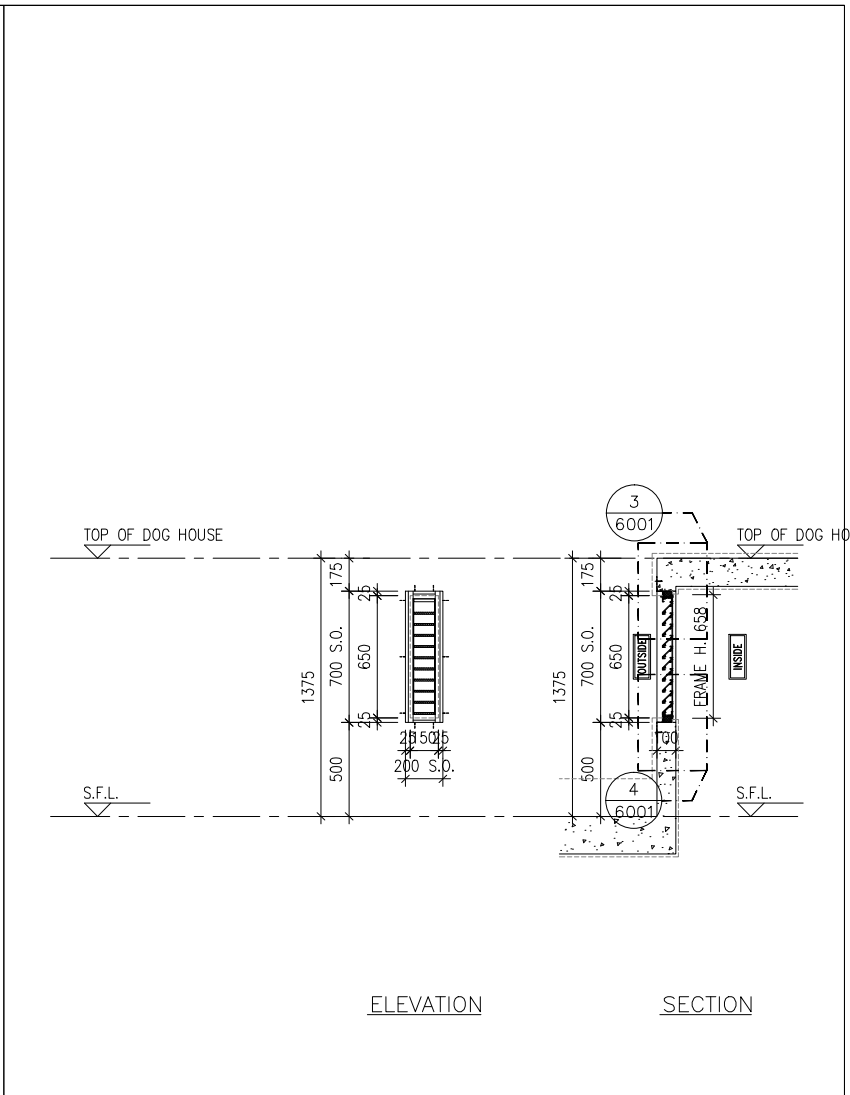 3
6001
TOP OF DOG HOUSE
TOP OF DOG HO
175
25
700 S.O.
650
1375
25
500
25 150 25
200 S.O.
175
25
700 S.O.
650
1375
25
500
OUTSIDE
FRAME H. 658
INSIDE
100
S.F.L.
4
6001
S.F.L.
ELEVATION
SECTION